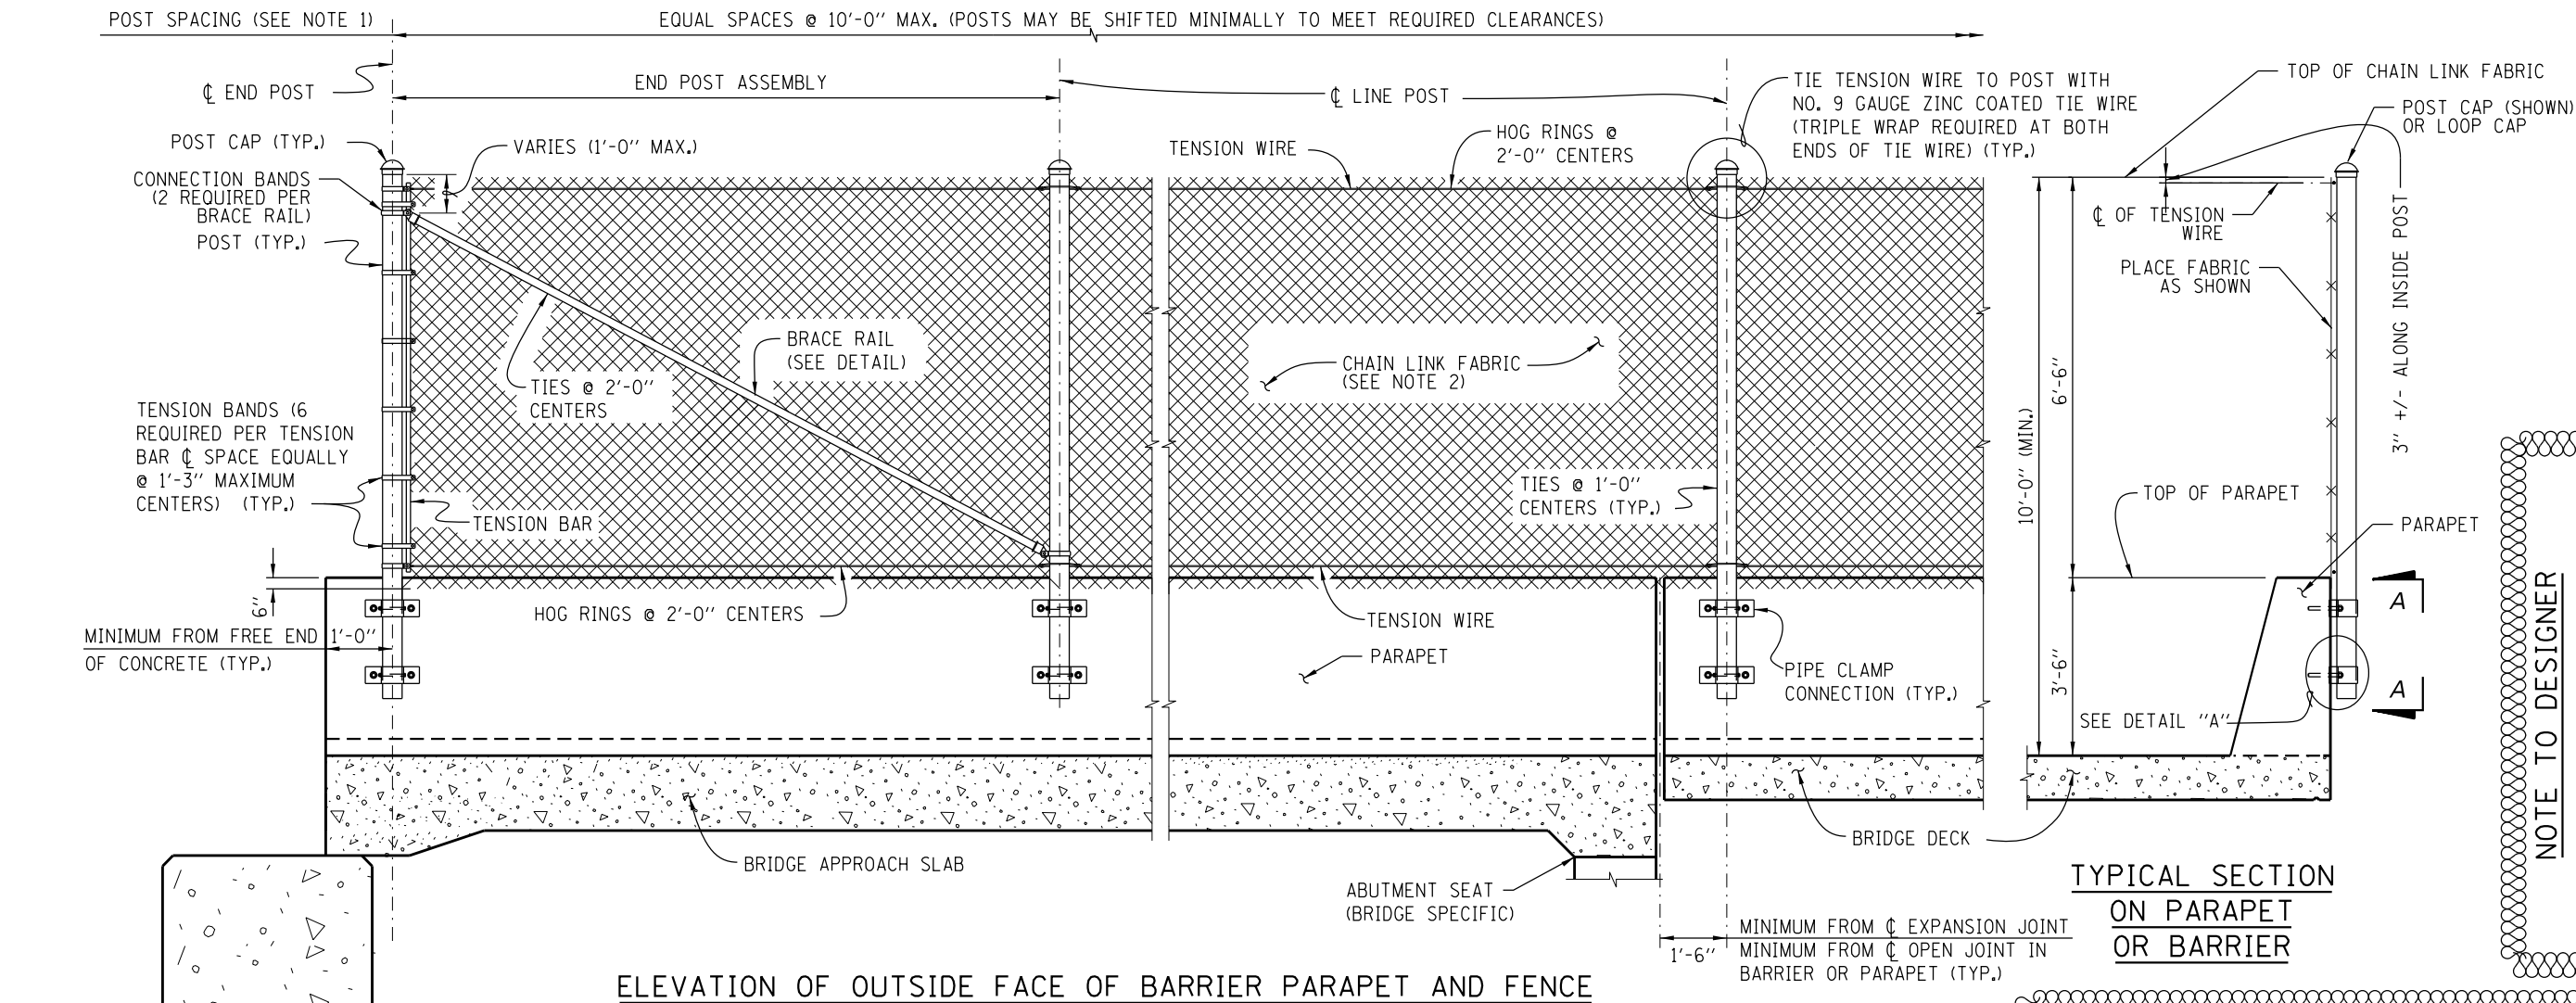 POST SPACING (SEE NOTE 1)
EQUAL SPACES @ 10'-0" MAX. (POSTS MAY BE SHIFTED MINIMALLY TO MEET REQUIRED CLEARANCES)
℄ END POST
END POST ASSEMBLY
℄ LINE POST
TIE TENSION WIRE TO POST WITH
NO. 9 GAUGE ZINC COATED TIE WIRE
(TRIPLE WRAP REQUIRED AT BOTH
ENDS OF TIE WIRE) (TYP.)
TOP OF CHAIN LINK FABRIC
POST CAP (SHOWN)
OR LOOP CAP
POST CAP (TYP.)
VARIES (1'-0" MAX.)
TENSION WIRE
HOG RINGS @
2'-0" CENTERS
CONNECTION BANDS
(2 REQUIRED PER
BRACE RAIL)
POST (TYP.)
℄ OF TENSION
WIRE
PLACE FABRIC
AS SHOWN
3" +/- ALONG INSIDE POST
BRACE RAIL
(SEE DETAIL)
CHAIN LINK FABRIC
(SEE NOTE 2)
TIES @ 2'-0"
CENTERS
6'-6"
10'-0" (MIN.)
TENSION BANDS (6
REQUIRED PER TENSION
BAR ℄ SPACE EQUALLY
@ 1'-3" MAXIMUM
CENTERS) (TYP.)
TENSION BAR
TIES @ 1'-0"
CENTERS (TYP.)
TOP OF PARAPET
PARAPET
6"
HOG RINGS @ 2'-0" CENTERS
TENSION WIRE
MINIMUM FROM FREE END 1'-0"
OF CONCRETE (TYP.)
PARAPET
PIPE CLAMP
CONNECTION (TYP.)
3'-6"
A
A
SEE DETAIL "A"
NOTE TO DESIGNER
BRIDGE APPROACH SLAB
BRIDGE DECK
ABUTMENT SEAT
(BRIDGE SPECIFIC)
TYPICAL SECTION
ON PARAPET
OR BARRIER
1'-6"
MINIMUM FROM ℄ EXPANSION JOINT
MINIMUM FROM ℄ OPEN JOINT IN
BARRIER OR PARAPET (TYP.)
ELEVATION OF OUTSIDE FACE OF BARRIER PARAPET AND FENCE